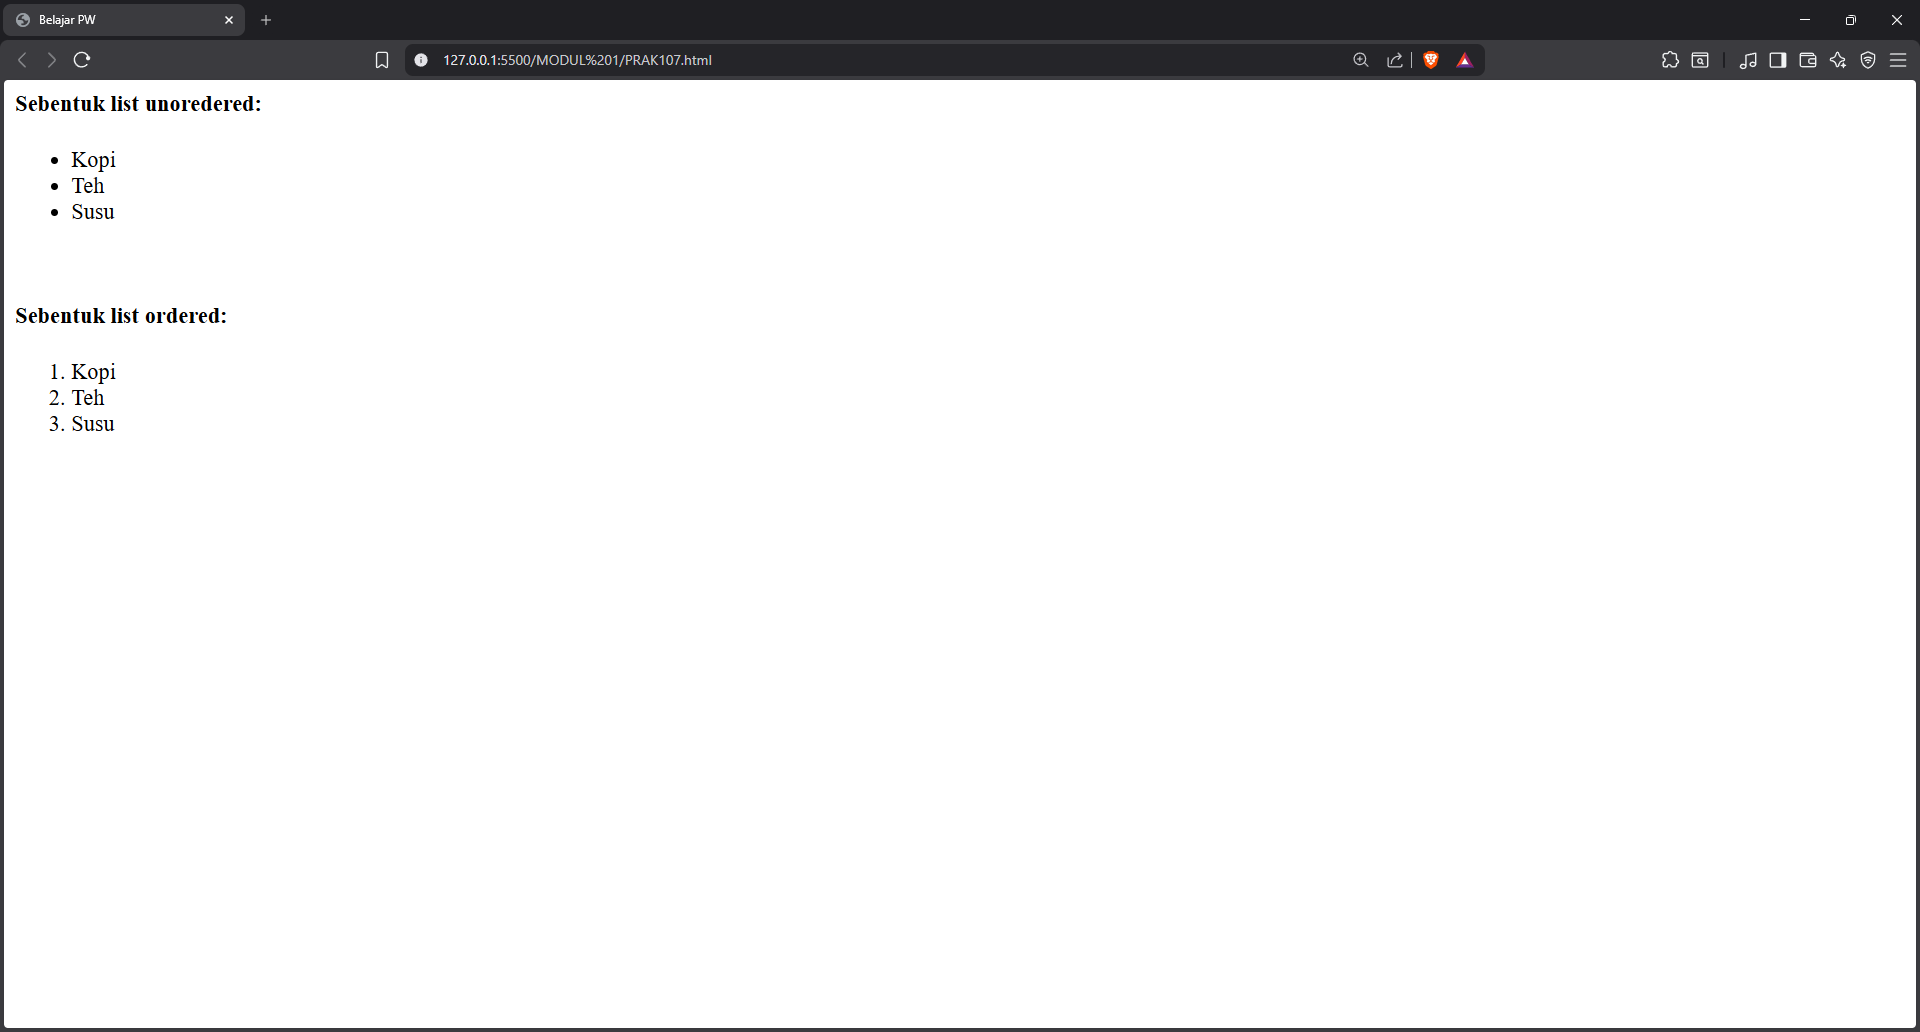 Belajar PW
127.0.0.1:5500/MODUL%201/PRAK107.html
Sebentuk list unoredered:
• Kopi
• Teh
• Susu
Sebentuk list ordered:
1. Kopi
2. Teh
3. Susu